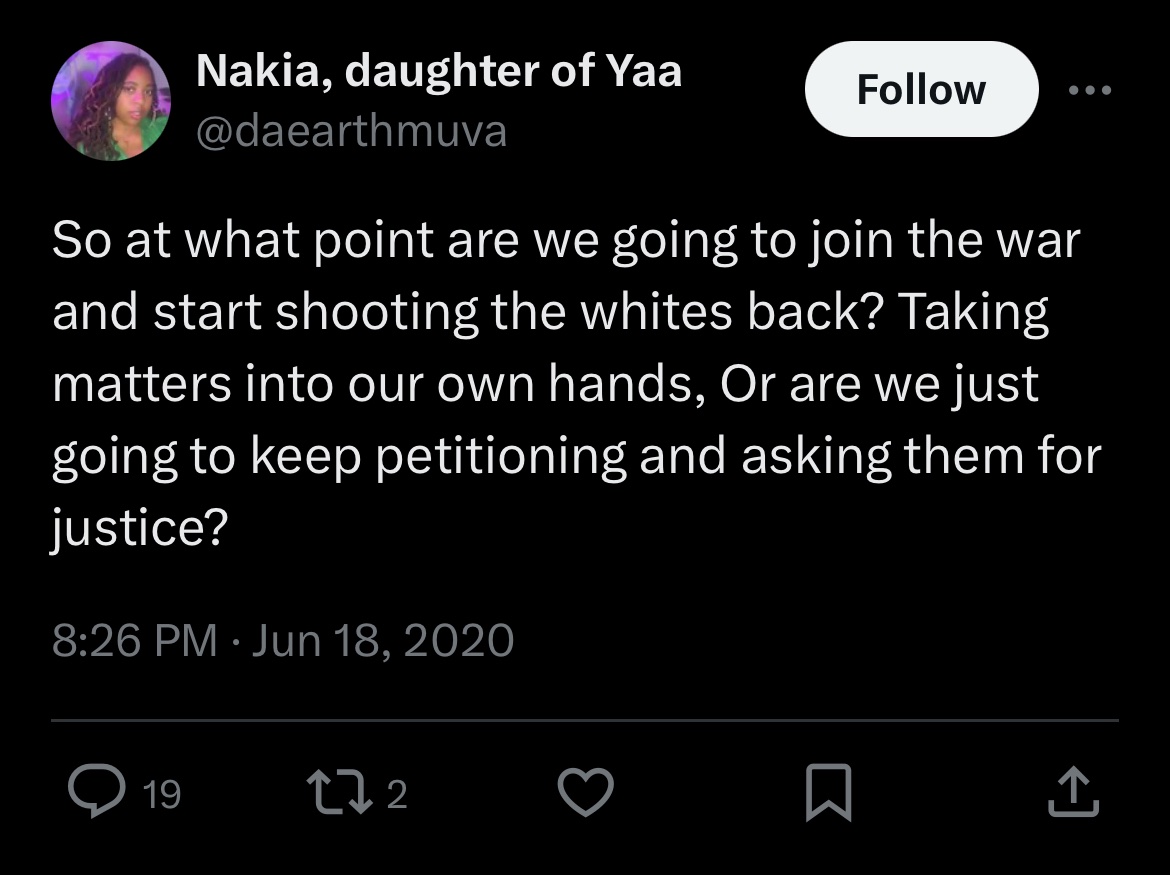 Nakia, daughter of Yaa
@daearthmuva
Follow
So at what point are we going to join the war
and start shooting the whites back? Taking
matters into our own hands, Or are we just
going to keep petitioning and asking them for
justice?
8:26 PM · Jun 18, 2020
19
2